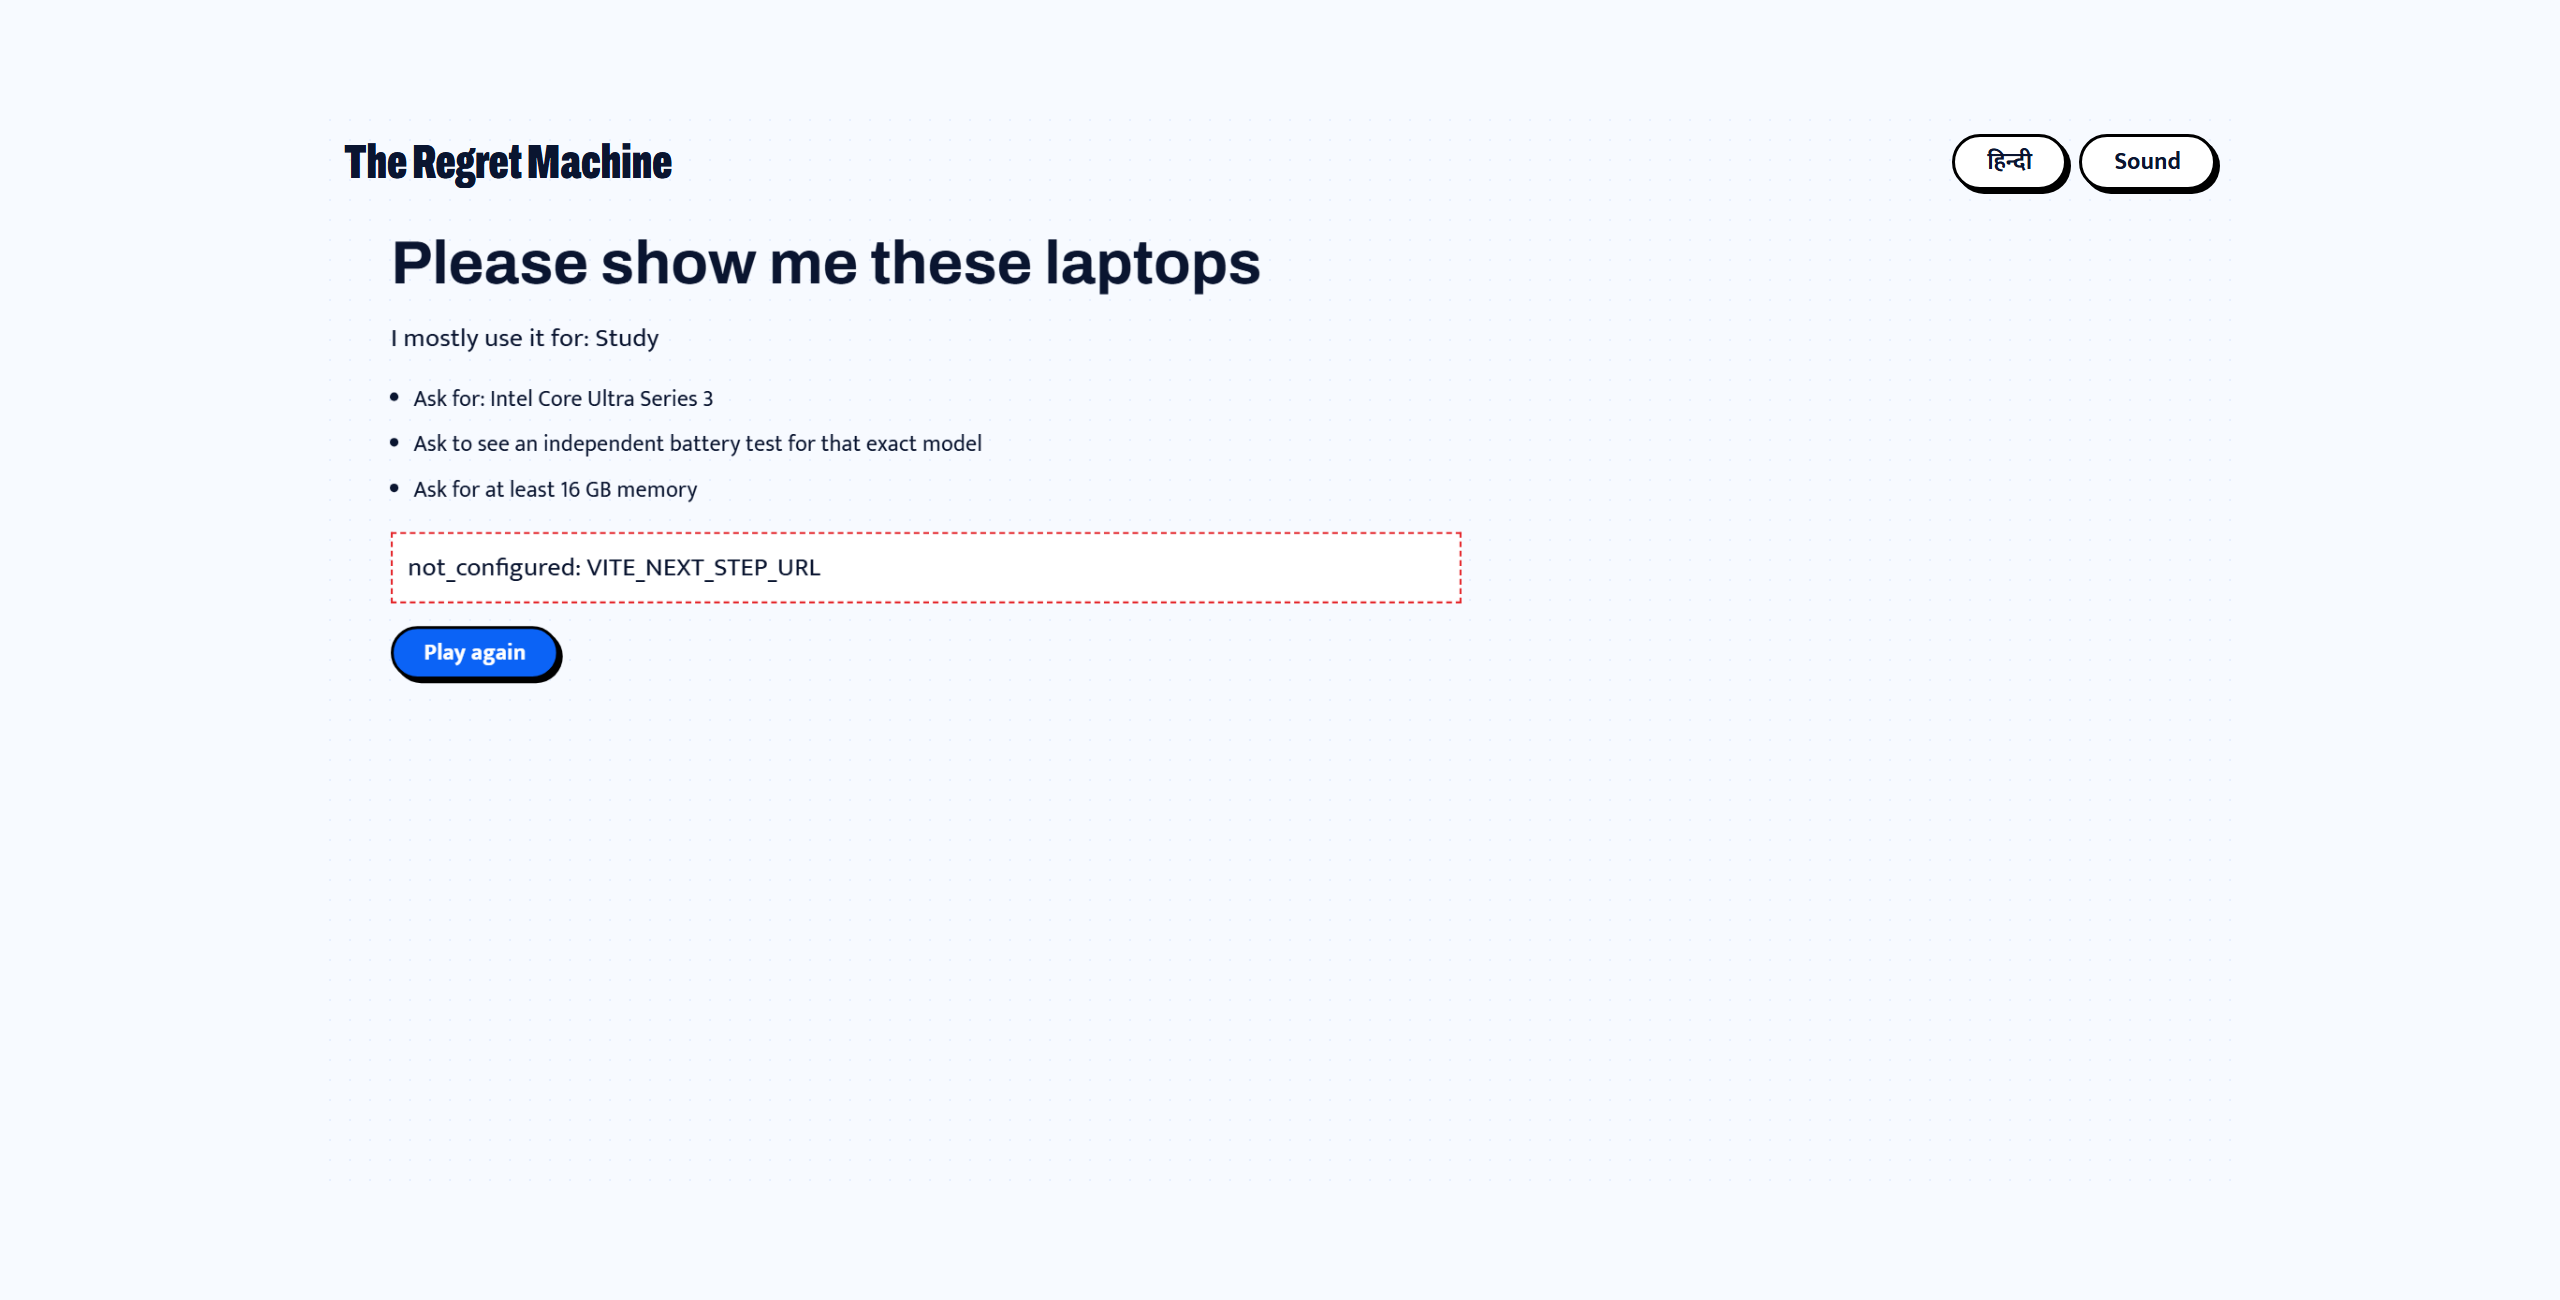 The Regret Machine
हिन्दी
Sound
Please show me these laptops
I mostly use it for: Study
Ask for: Intel Core Ultra Series 3
Ask to see an independent battery test for that exact model
Ask for at least 16 GB memory
not_configured: VITE_NEXT_STEP_URL
Play again